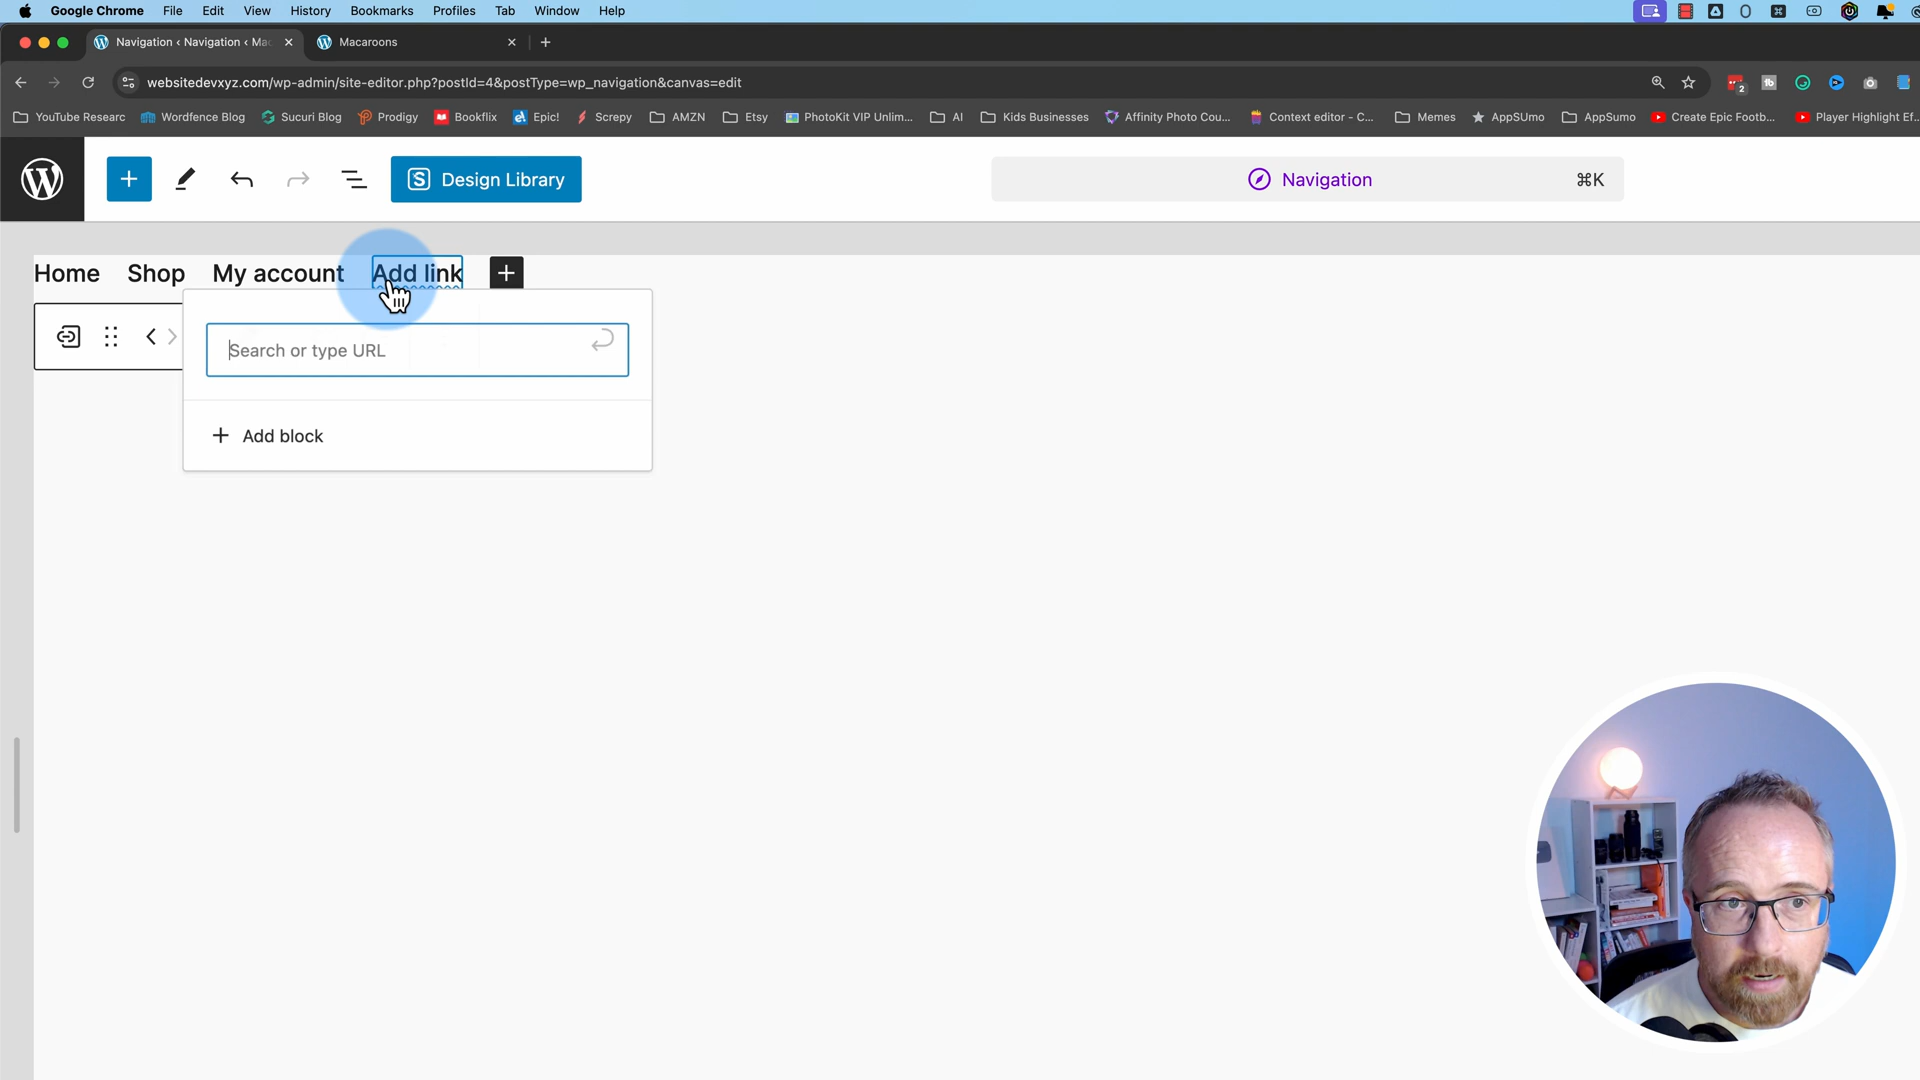 Google Chrome File Edit View History Bookmarks Profiles Tab Window Help
Navigation ‹ Navigation ‹ Mac Macaroons
websitedevxyz.com/wp-admin/site-editor.php?postId=4&postType=wp_navigation&canvas=edit 2
YouTube Researc Wordfence Blog Sucuri Blog Prodigy Bookflix Epic! Screpy AMZN Etsy PhotoKit VIP Unlim... AI Kids Businesses Affinity Photo Cou... Context editor - C... Memes AppSUmo AppSumo Create Epic Footb... Player Highlight Ef...
Design Library Navigation ⌘K
Home Shop My account Add link
Search or type URL
Add block